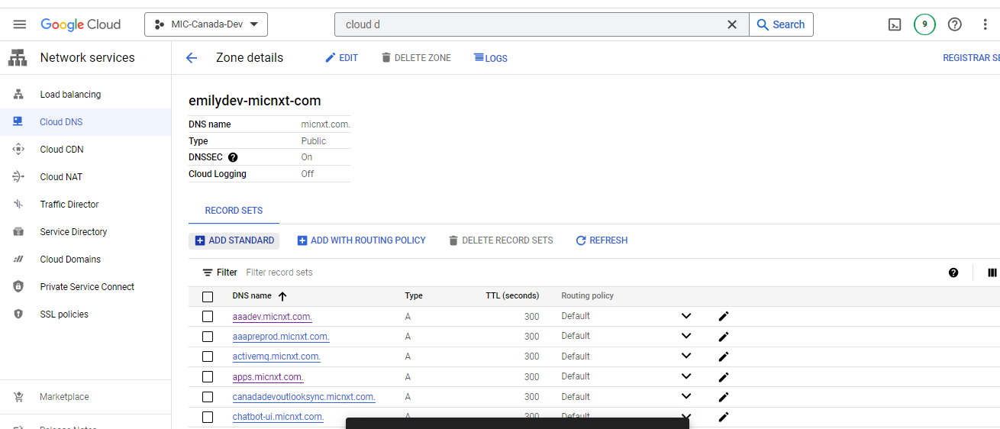 Google Cloud
MIC-Canada-Dev
cloud d
Search
9
Network services
Zone details
EDIT
DELETE ZONE
LOGS
REGISTRAR SE
Load balancing
Cloud DNS
Cloud CDN
Cloud NAT
Traffic Director
Service Directory
Cloud Domains
Private Service Connect
SSL policies
Marketplace
Release Notes
emilydev-micnxt-com
DNS name micnxt.com.
Type Public
DNSSEC On
Cloud Logging Off
RECORD SETS
ADD STANDARD
ADD WITH ROUTING POLICY
DELETE RECORD SETS
REFRESH
Filter Filter record sets
DNS name Type TTL (seconds) Routing policy
aaadev.micnxt.com. A 300 Default
aaapreprod.micnxt.com. A 300 Default
activemq.micnxt.com. A 300 Default
apps.micnxt.com. A 300 Default
canadadevoutlooksync.micnxt.com. A 300 Default
chatbot-ui.micnxt.com. A 300 Default